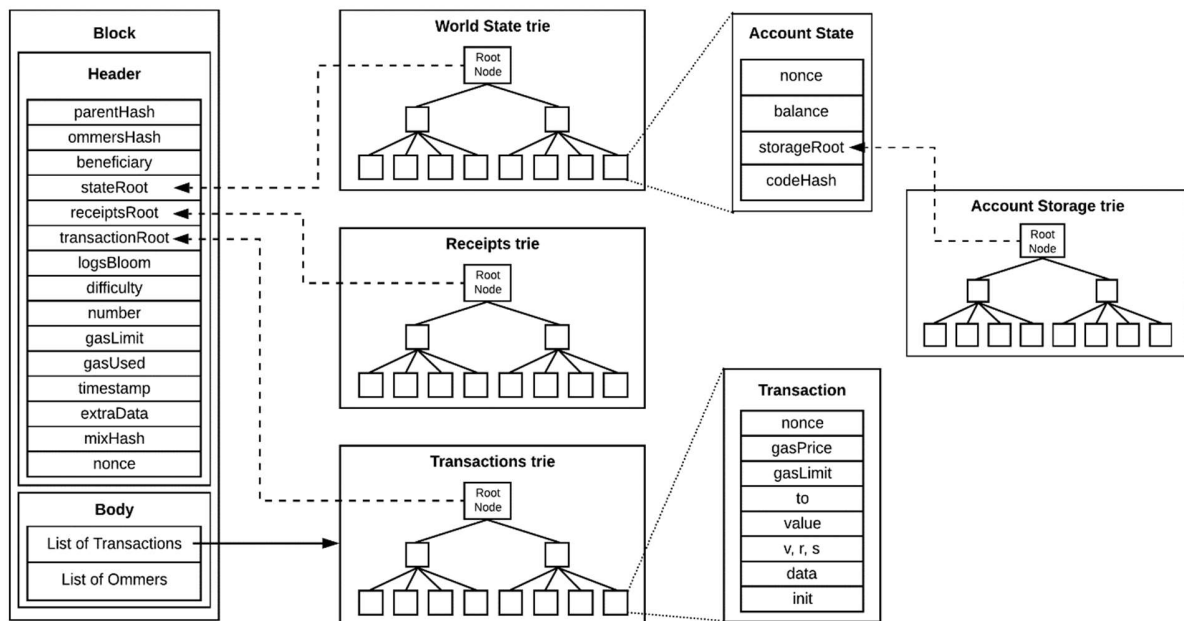 Block
Header
parentHash
ommersHash
beneficiary
stateRoot
receiptsRoot
transactionRoot
logsBloom
difficulty
number
gasLimit
gasUsed
timestamp
extraData
mixHash
nonce
Body
List of Transactions
List of Ommers
World State trie
Root
Node
Receipts trie
Root
Node
Transactions trie
Root
Node
Account State
nonce
balance
storageRoot
codeHash
Account Storage trie
Root
Node
Transaction
nonce
gasPrice
gasLimit
to
value
v, r, s
data
init